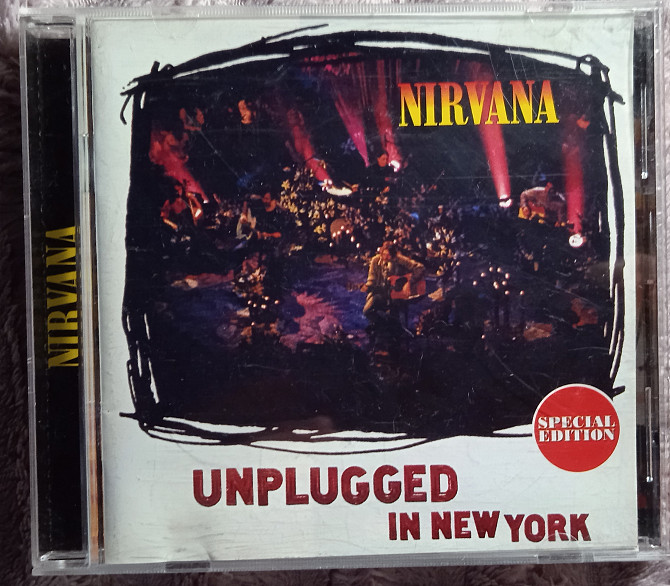 NIRVANA
NIRVANA
SPECIAL
EDITION
UNPLUGGED
IN NEW YORK